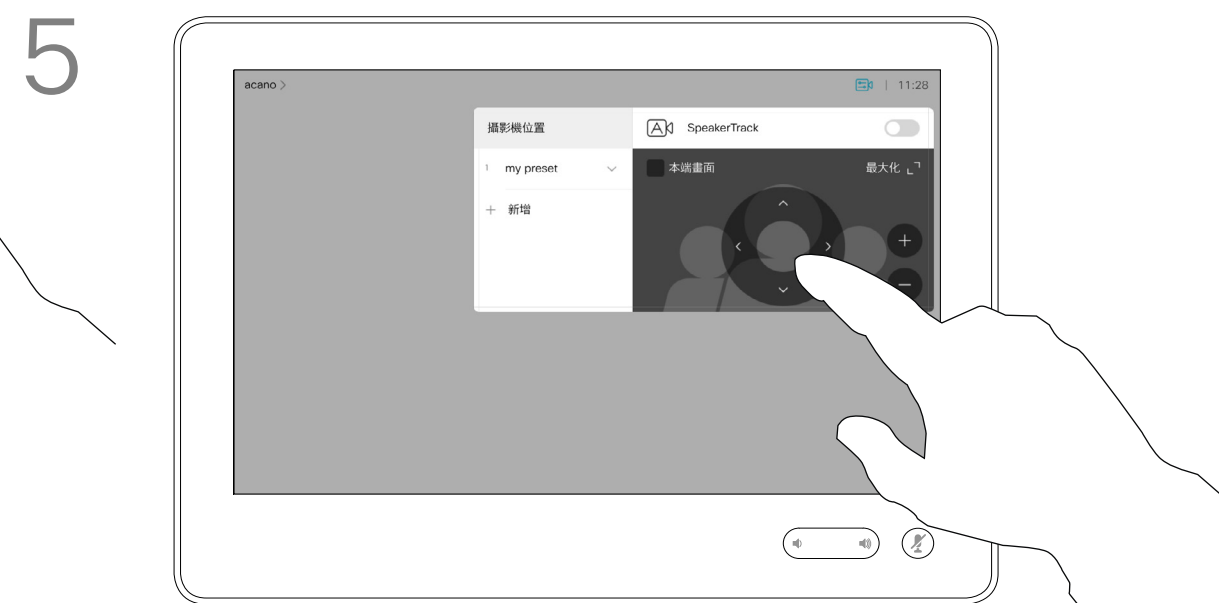 5
acano >
11:28
攝影機位置
SpeakerTrack
1 my preset
本端畫面
最大化
+ 新增